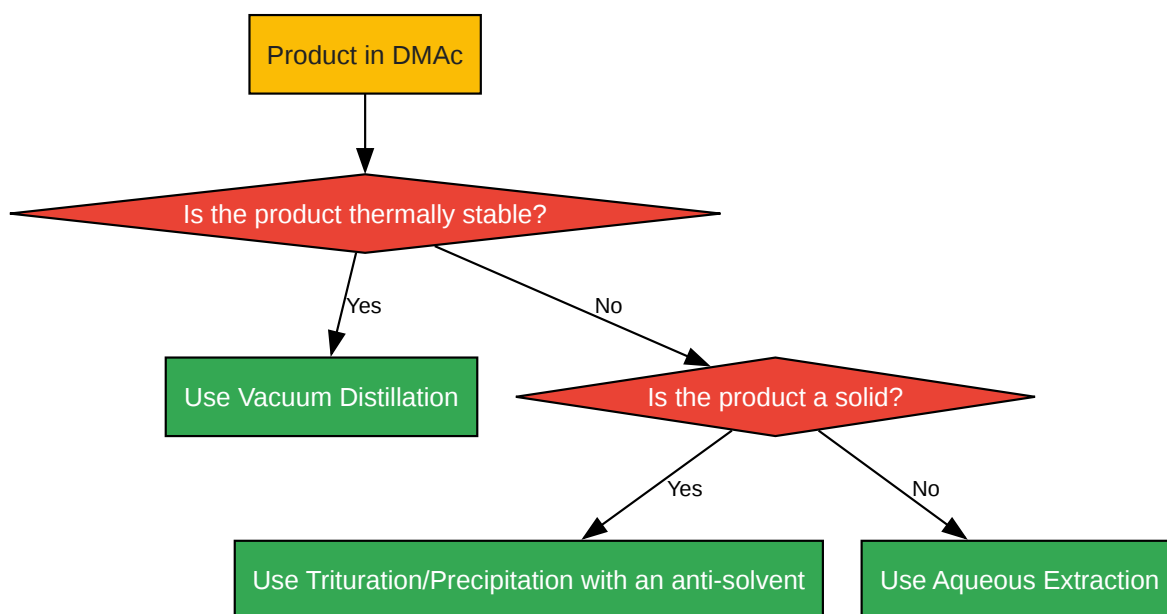 Product in DMAc
Is the product thermally stable?
Yes
No
Use Vacuum Distillation
Is the product a solid?
Yes
No
Use Trituration/Precipitation with an anti-solvent
Use Aqueous Extraction